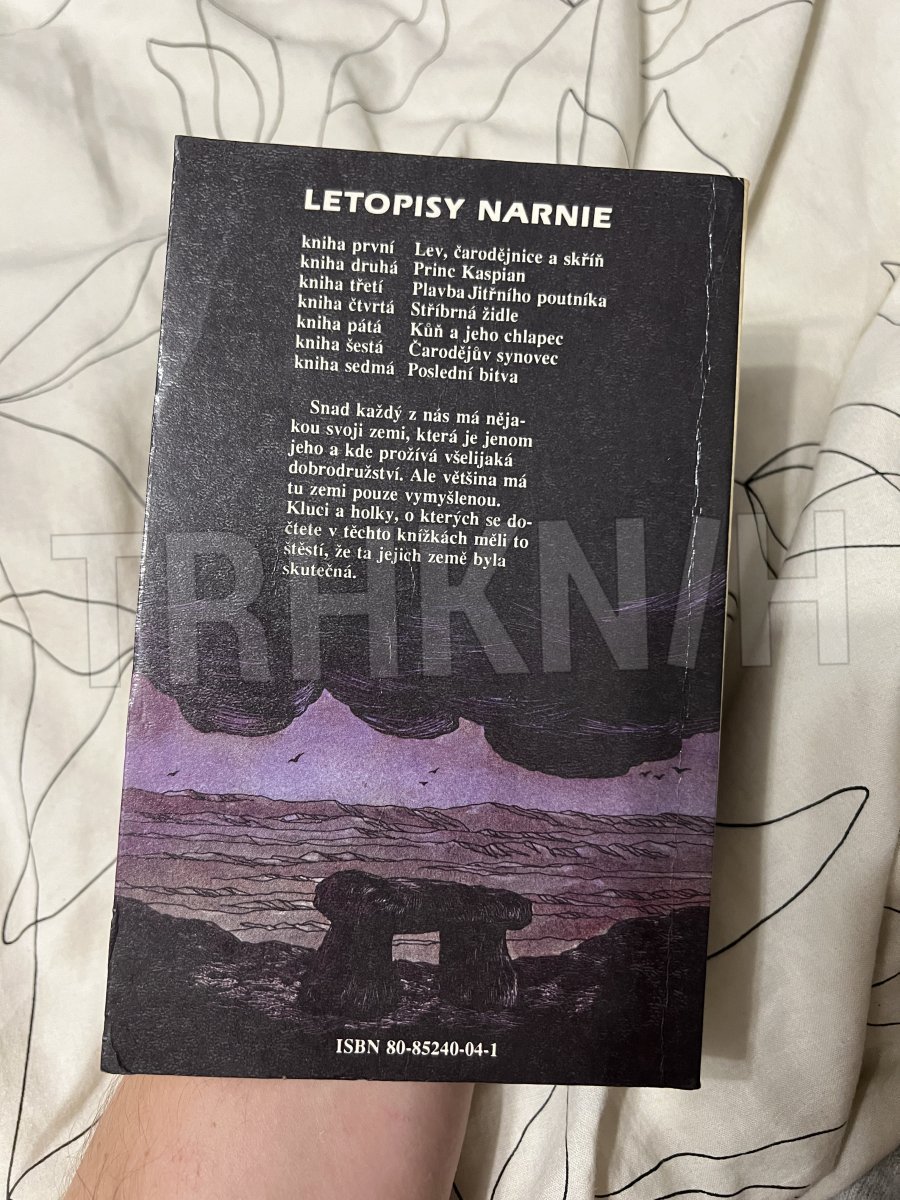 LETOPISY NARNIE
kniha první Lev, čarodějnice a skříň
kniha druhá Princ Kaspian
kniha třetí Plavba Jitřního poutníka
kniha čtvrtá Stříbrná židle
kniha pátá Kůň a jeho chlapec
kniha šestá Čarodějův synovec
kniha sedmá Poslední bitva
Snad každý z nás má něja-
kou svoji zemi, která je jenom
jeho a kde prožívá všelijaká
dobrodružství. Ale většina má
tu zemi pouze vymyšlenou.
Kluci a holky, o kterých se do-
čtete v těchto knížkách měli to
štěstí, že ta jejich země byla
skutečná.
TRHKNIH
ISBN 80-85240-04-1